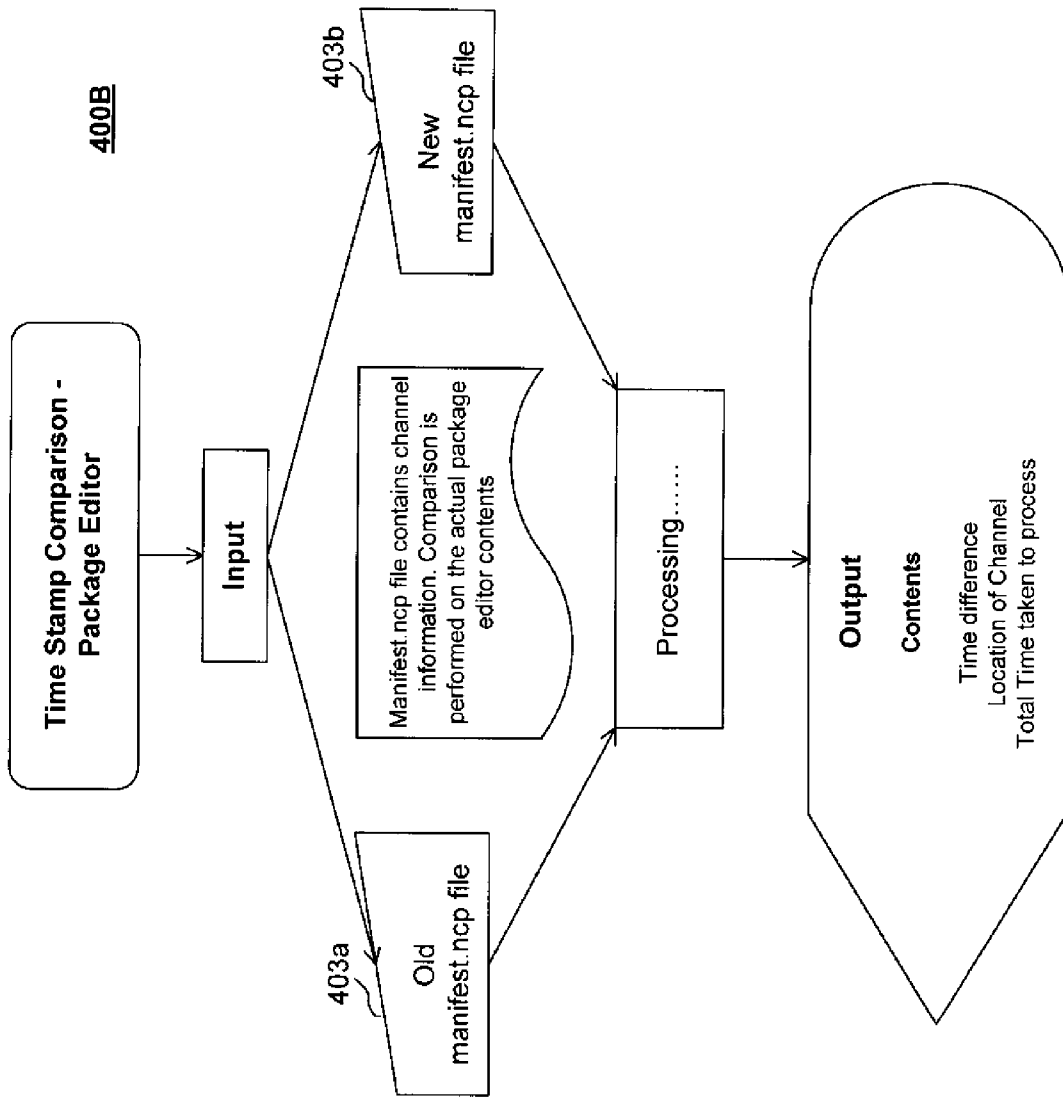 400B
Time Stamp Comparison -
Package Editor
Input
403a
Old
manifest.ncp file
Manifest.ncp file contains channel
information. Comparison is
performed on the actual package
editor contents
403b
New
manifest.ncp file
Processing......
Output
Contents
Time difference
Location of Channel
Total Time taken to process